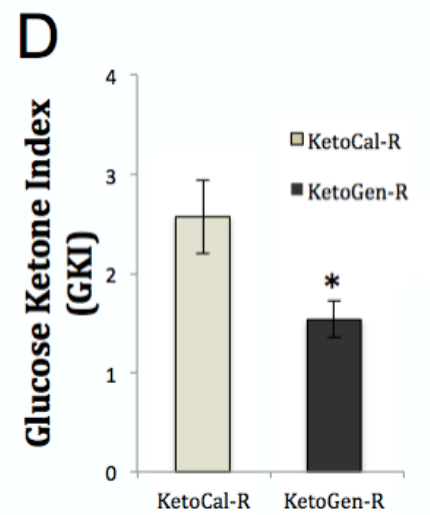 D
Glucose Ketone Index
(GKI)
4
3
2
1
0
KetoCal-R
KetoGen-R
*
KetoCal-R
KetoGen-R